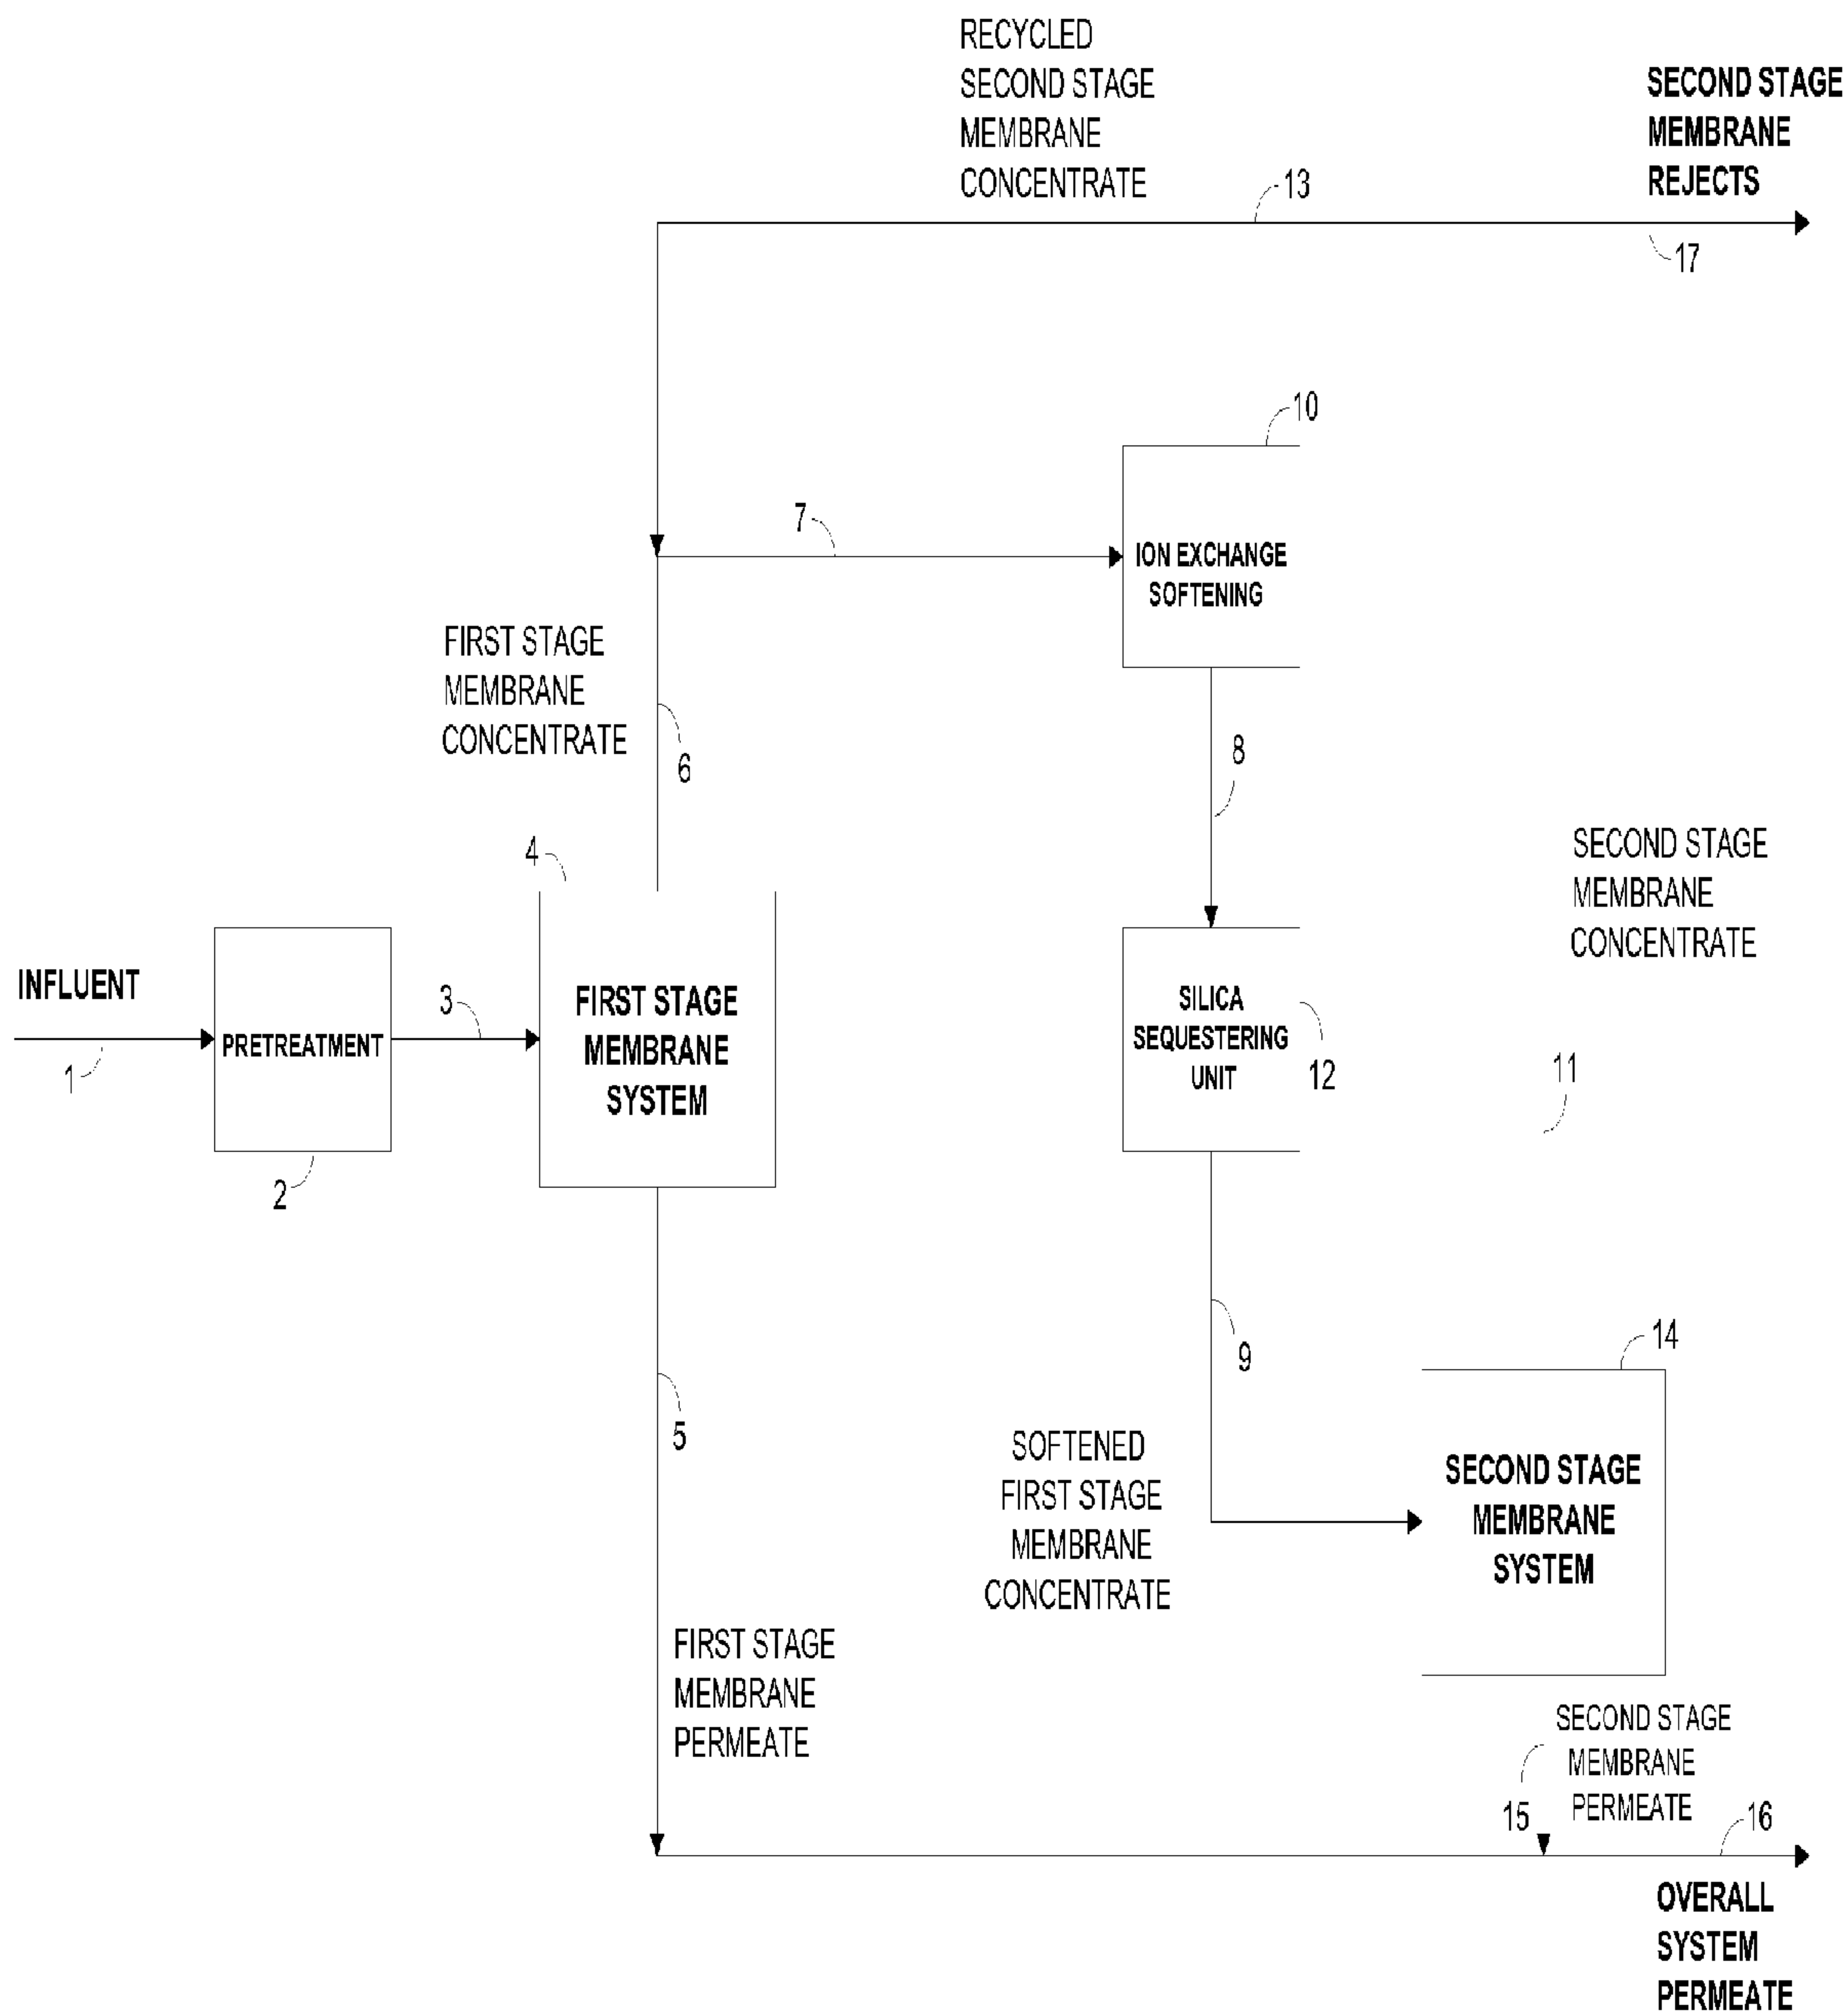 RECYCLED
SECOND STAGE
MEMBRANE
CONCENTRATE
13
SECOND STAGE
MEMBRANE
REJECTS
17
10
7
ION EXCHANGE
SOFTENING
FIRST STAGE
MEMBRANE
CONCENTRATE
6
8
4
SECOND STAGE
MEMBRANE
CONCENTRATE
INFLUENT
1
PRETREATMENT
2
3
FIRST STAGE
MEMBRANE
SYSTEM
SILICA
SEQUESTERING
UNIT
12
11
9
14
5
SOFTENED
FIRST STAGE
MEMBRANE
CONCENTRATE
SECOND STAGE
MEMBRANE
SYSTEM
FIRST STAGE
MEMBRANE
PERMEATE
SECOND STAGE
MEMBRANE
PERMEATE
15
16
OVERALL
SYSTEM
PERMEATE